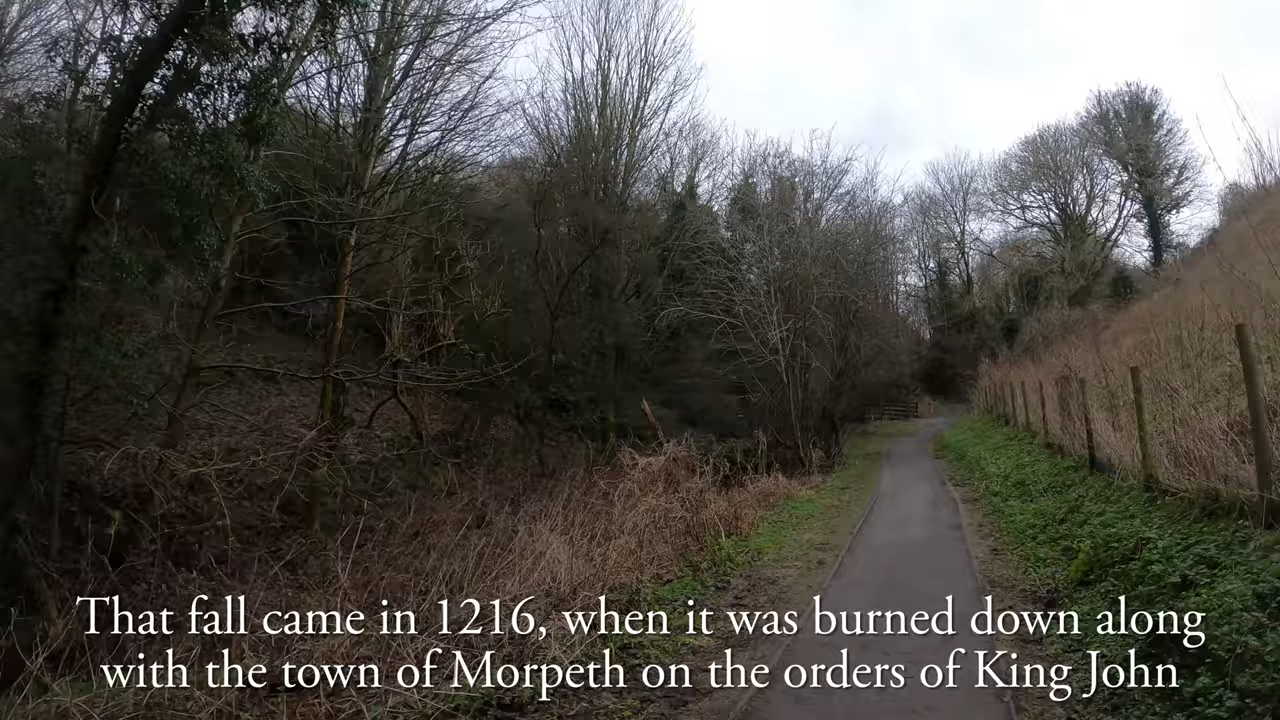 That fall came in 1216, when it was burned down along
with the town of Morpeth on the orders of King John